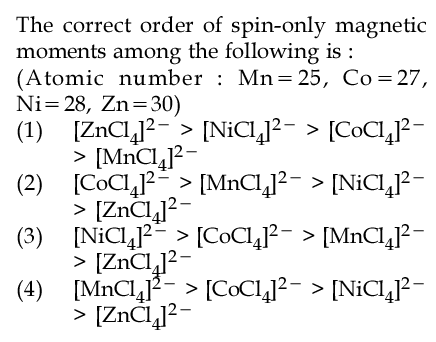 The correct order of spin-only magnetic
moments among the following is :
(Atomic number : Mn = 25, Co = 27,
Ni = 28, Zn = 30)
(1) [ZnCl₄]²⁻ > [NiCl₄]²⁻ > [CoCl₄]²⁻
> [MnCl₄]²⁻
(2) [CoCl₄]²⁻ > [MnCl₄]²⁻ > [NiCl₄]²⁻
> [ZnCl₄]²⁻
(3) [NiCl₄]²⁻ > [CoCl₄]²⁻ > [MnCl₄]²⁻
> [ZnCl₄]²⁻
(4) [MnCl₄]²⁻ > [CoCl₄]²⁻ > [NiCl₄]²⁻
> [ZnCl₄]²⁻